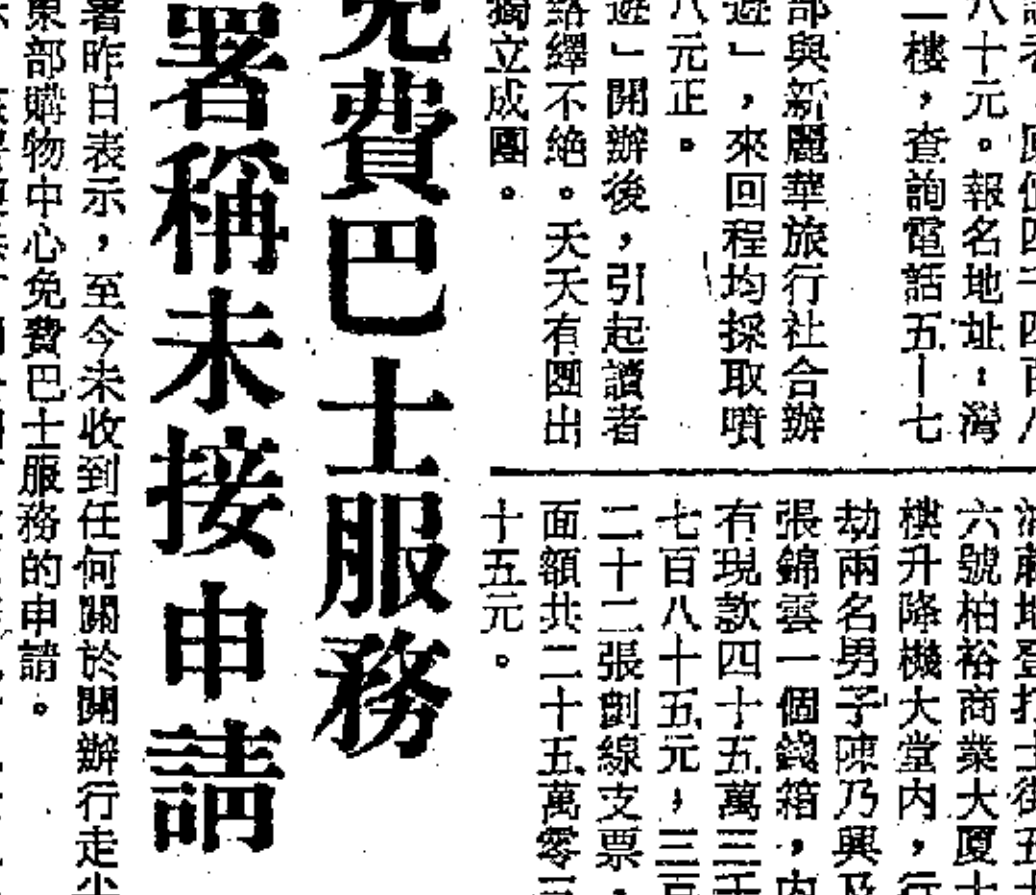 八十元。報名地址：灣
樓，查詢電話五｜七
部與新麗華旅行社合辦
遊」，來回程均採取噴
八元正。
遊」開辦後，引起讀者
絡繹不絕。天天有團出
獨立成團。
六號柏裕商業大廈十
樓升降機大堂內，行
劫兩名男子陳乃興及
張錦雲一個錢箱，內
有現款四十五萬三千
七百八十五元，三百
二十二張劃線支票，
面額共二十五萬零三
十五元。
免費巴士服務
署稱未接申請
署昨日表示，至今未收到任何關於開辦行走尖
東部購物中心免費巴士服務的申請。